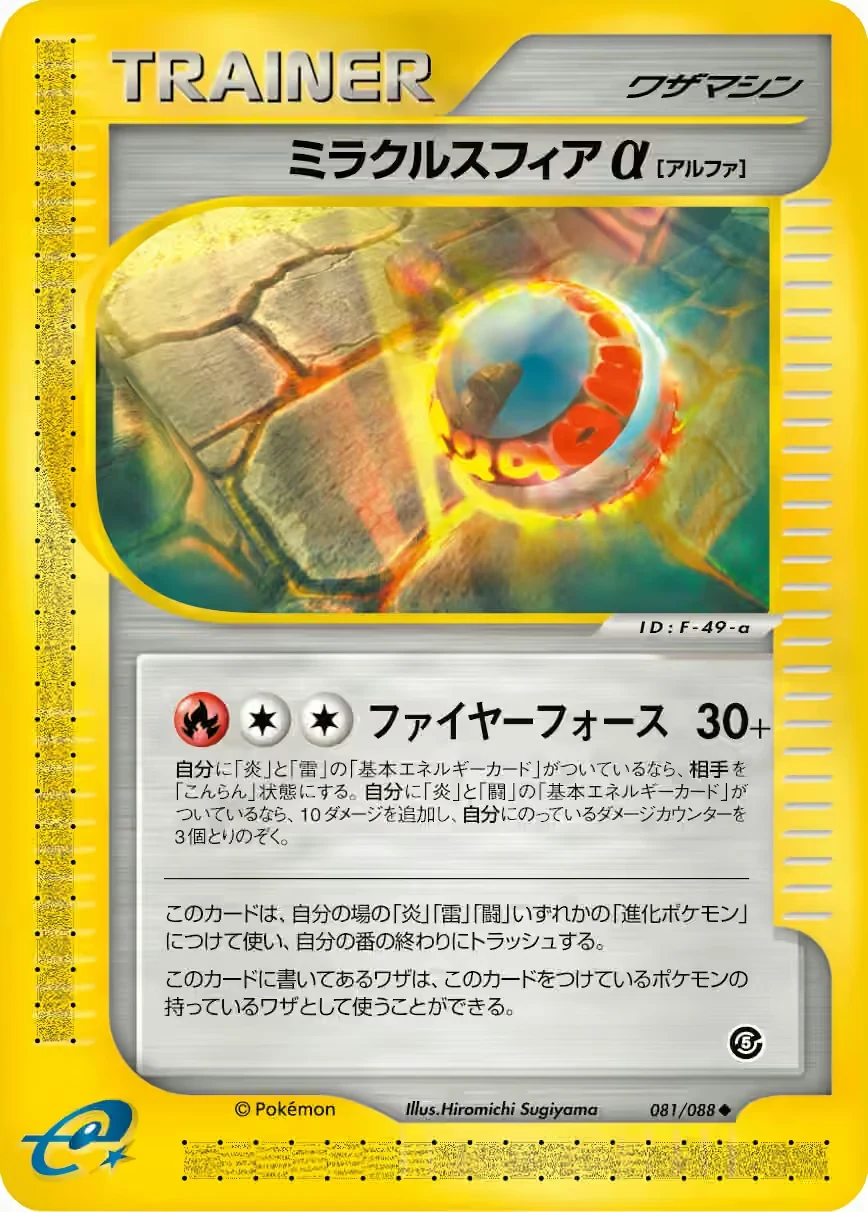 TRAINER
ワザマシン
ミラクルスフィアα[アルファ]
ID:F-49-a
ファイヤーフォース 30+
自分に「炎」と「雷」の「基本エネルギーカード」がついているなら、相手を
「こんらん」状態にする。自分に「炎」と「闘」の「基本エネルギーカード」が
ついているなら、10ダメージを追加し、自分にのっているダメージカウンターを
3個とりのぞく。
このカードは、自分の場の「炎」「雷」「闘」いずれかの「進化ポケモン」
につけて使い、自分の番の終わりにトラッシュする。
このカードに書いてあるワザは、このカードをつけているポケモンの
持っているワザとして使うことができる。
5
© Pokémon Illus.Hiromichi Sugiyama 081/088◆
e